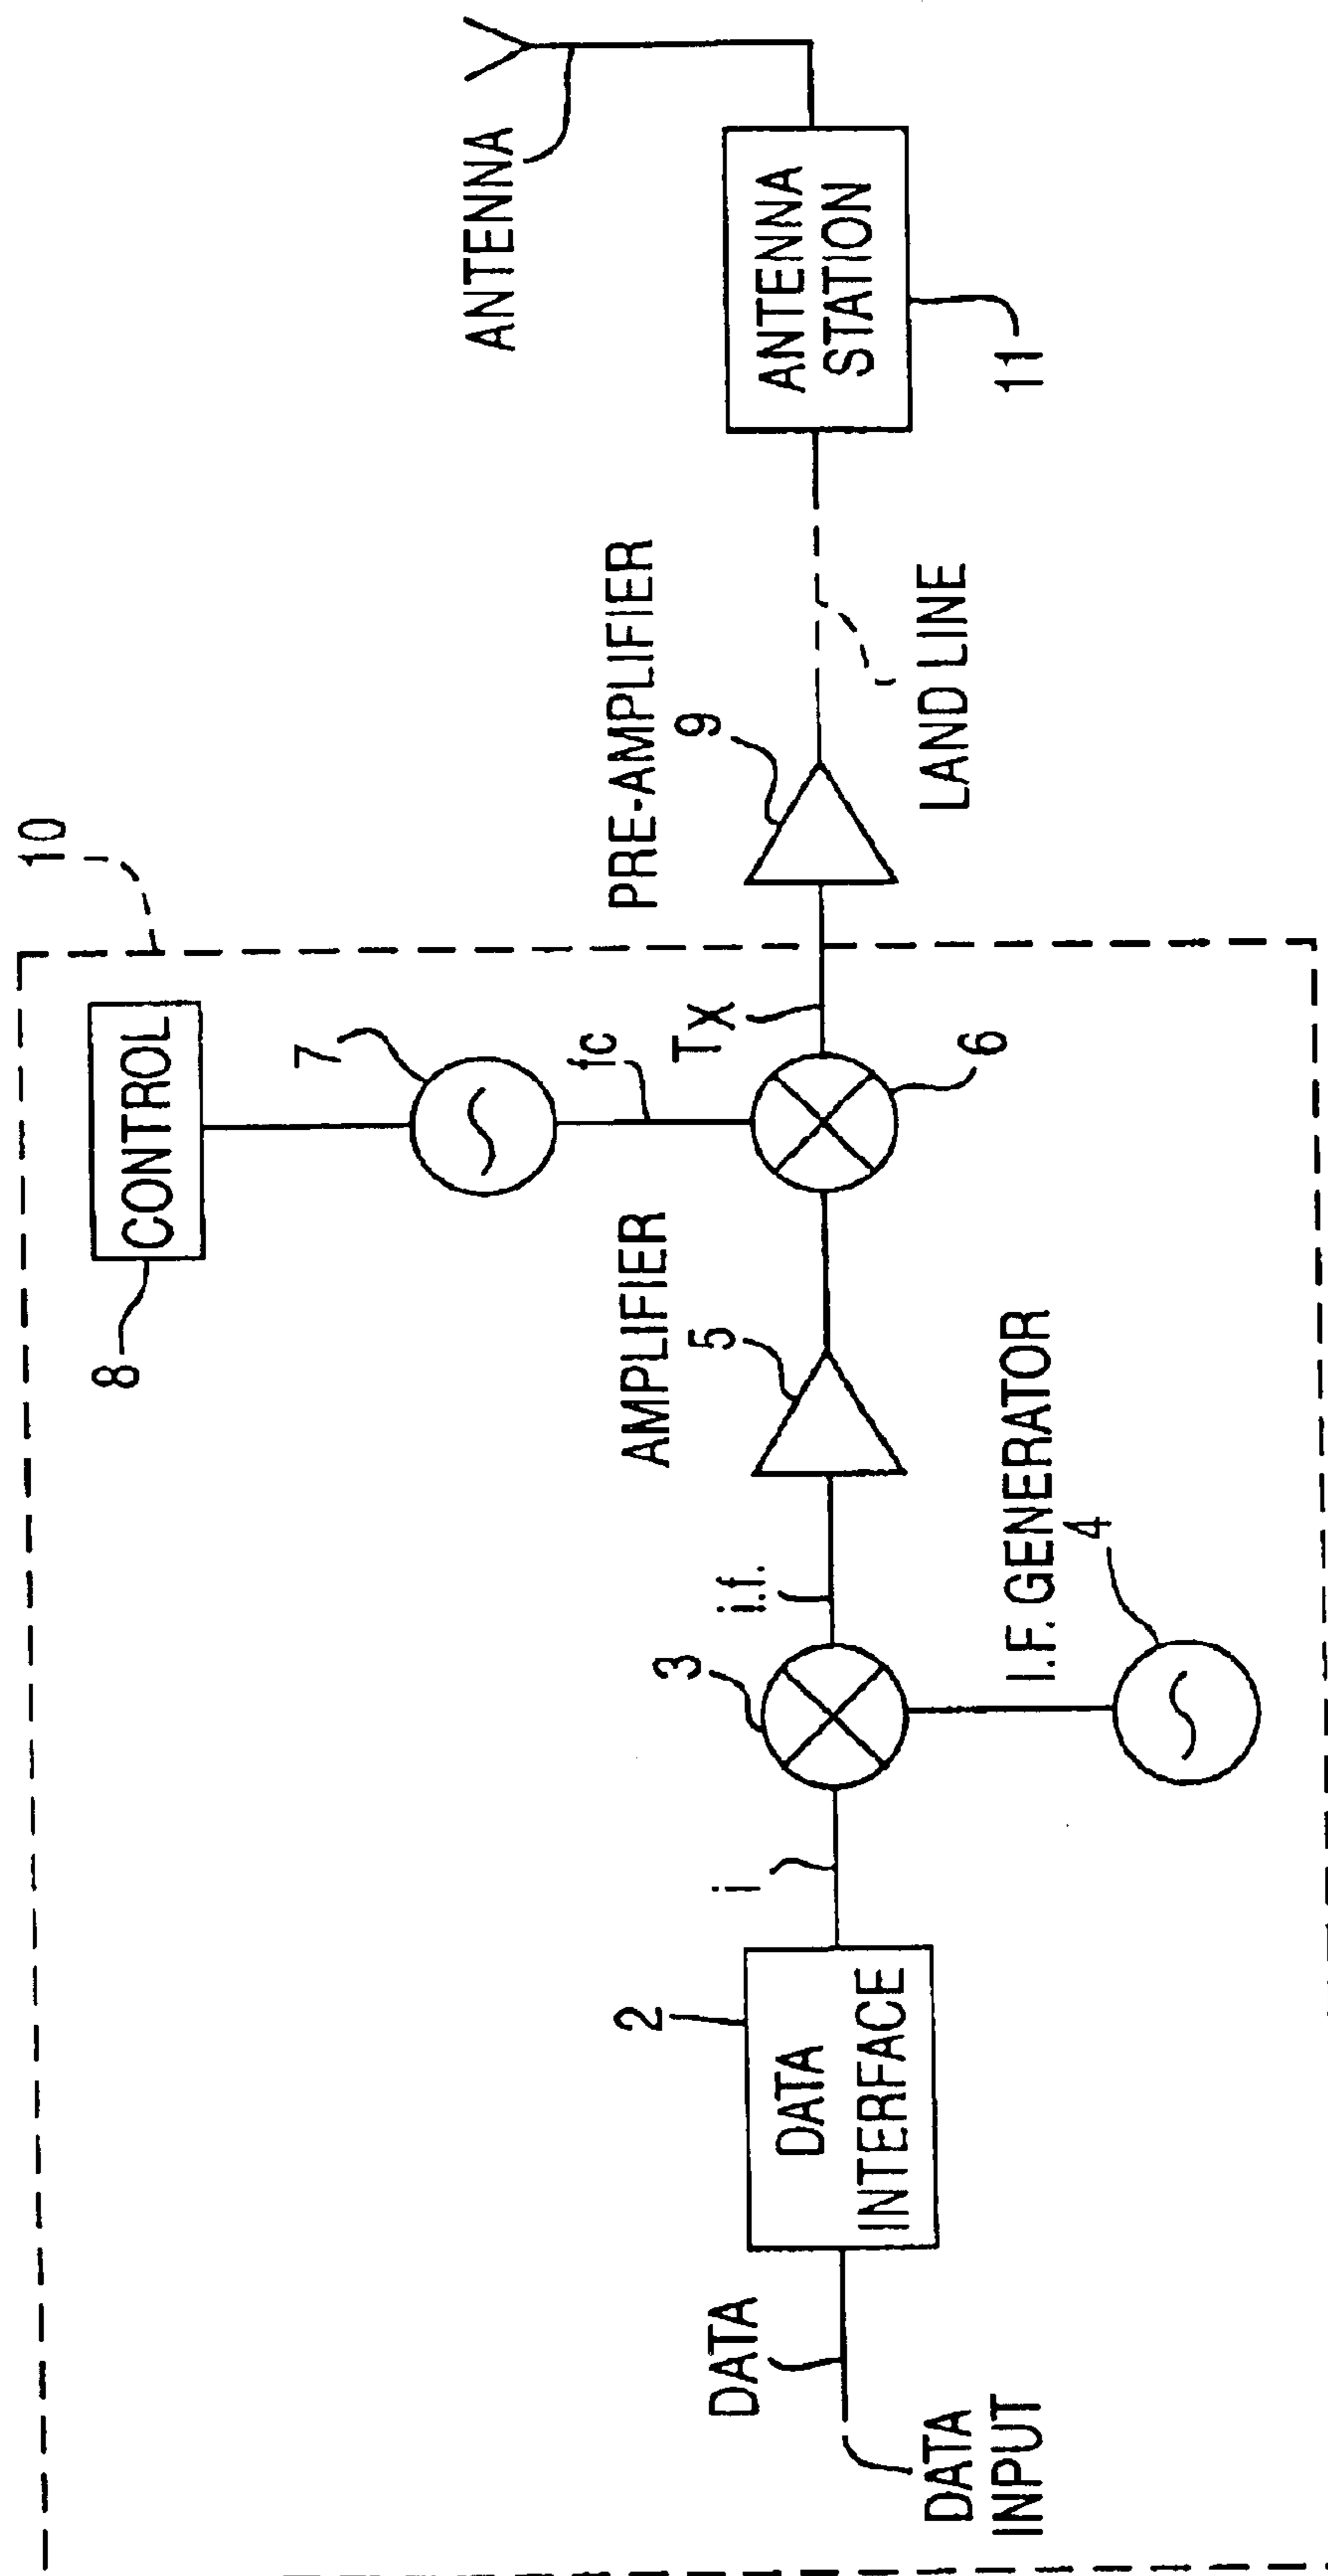 10
CONTROL
8
7
fc
ANTENNA
PRE-AMPLIFIER
9
AMPLIFIER
5
Tx
i.f.
3
i
2
DATA
DATA
INTERFACE
ANTENNA
STATION
6
LAND LINE
11
I.F. GENERATOR
4
DATA
INPUT